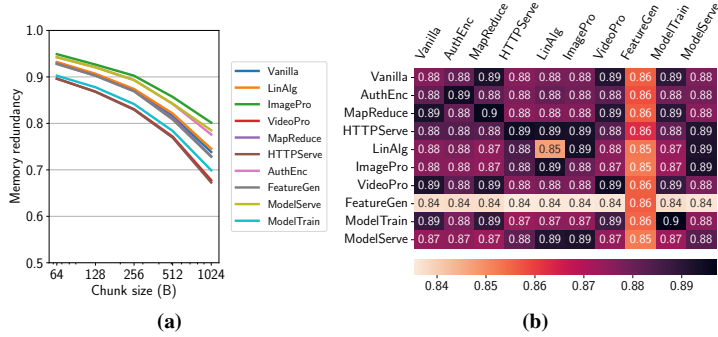 1.0
0.9
0.8
0.7
0.6
0.5
Memory redundancy
64 128 256 512 1024
Chunk size (B)
Vanilla
LinAlg
ImagePro
VideoPro
MapReduce
HTTPServe
AuthEnc
FeatureGen
ModelServe
ModelTrain
(a)
Vanilla AuthEnc MapReduce HTTPServe LinAlg ImagePro VideoPro FeatureGen ModelTrain ModelServe
Vanilla 0.88 0.88 0.89 0.88 0.88 0.88 0.89 0.86 0.89 0.88
AuthEnc 0.88 0.89 0.88 0.88 0.88 0.88 0.88 0.86 0.88 0.88
MapReduce 0.89 0.88 0.9 0.88 0.88 0.88 0.89 0.86 0.89 0.88
HTTPServe 0.88 0.88 0.88 0.89 0.89 0.89 0.88 0.86 0.88 0.89
LinAlg 0.88 0.88 0.87 0.88 0.85 0.89 0.88 0.85 0.87 0.89
ImagePro 0.88 0.88 0.87 0.88 0.89 0.88 0.88 0.85 0.87 0.89
VideoPro 0.89 0.88 0.89 0.88 0.88 0.88 0.89 0.86 0.89 0.88
FeatureGen 0.84 0.84 0.84 0.84 0.84 0.84 0.84 0.86 0.84 0.84
ModelTrain 0.89 0.88 0.89 0.87 0.87 0.87 0.89 0.86 0.9 0.88
ModelServe 0.87 0.87 0.87 0.88 0.89 0.89 0.87 0.85 0.87 0.88
0.84 0.85 0.86 0.87 0.88 0.89
(b)